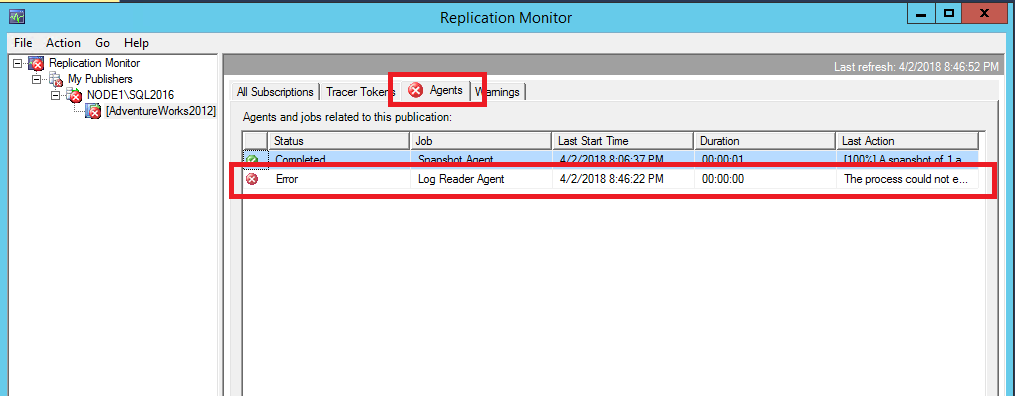 Replication Monitor
File Action Go Help
Replication Monitor
My Publishers
NODE1\SQL2016
[AdventureWorks2012]
Last refresh: 4/2/2018 8:46:52 PM
All Subscriptions Tracer Tokens Agents Warnings
Agents and jobs related to this publication:
Status Job Last Start Time Duration Last Action
Completed Snapshot Agent 4/2/2018 8:06:37 PM 00:00:01 [100%] A snapshot of 1 a...
Error Log Reader Agent 4/2/2018 8:46:22 PM 00:00:00 The process could not e...